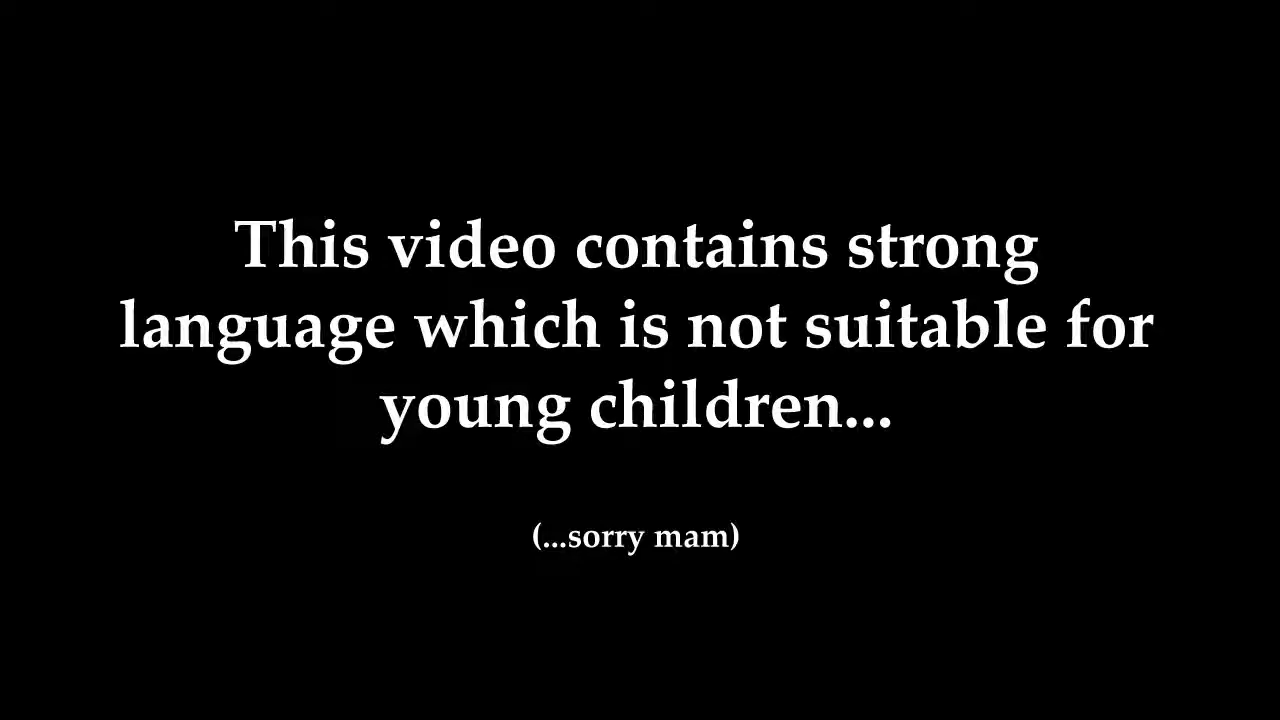 This video contains strong
language which is not suitable for
young children...
(...sorry mam)